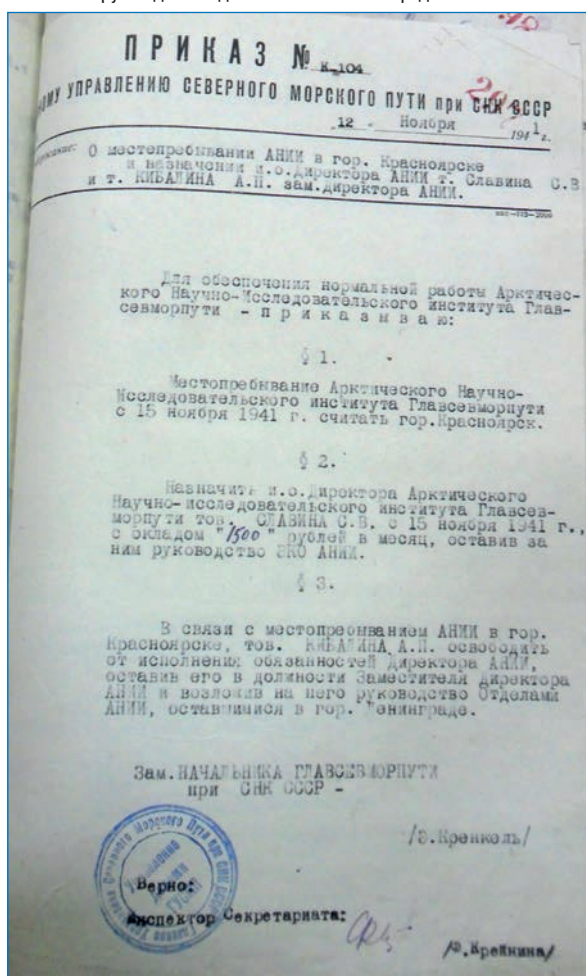 ПРИКАЗ № К-104
ОМУ УПРАВЛЕНИЮ СЕВЕРНОГО МОРСКОГО ПУТИ при СНК СССР
"12" Ноября 1941 г.
О местопребывании АНИИ в гор. Красноярске
и назначении и.о.директора АНИИ т. Славина С.В
и т. КИБАЛИНА А.П. зам.директора АНИИ.
Для обеспечения нормальной работы Арктичес-
кого Научно-Исследовательского института Глав-
севморпути - п р и к а з ы в а ю:
§ 1.
Местопребывание Арктического Научно-
Исследовательского института Главсевморпути
с 15 ноября 1941 г. считать гор.Красноярск.
§ 2.
Назначить и.о.Директора Арктического
Научно-исследовательского института Главсев-
морпути тов. СЛАВИНА С.В. с 15 ноября 1941 г.,
с окладом "1500" рублей в месяц, оставив за
ним руководство ЭКО АНИИ.
§ 3.
В связи с местопребыванием АНИИ в гор.
Красноярске, тов. КИБАЛИНА А.П. освободить
от исполнения обязанностей директора АНИИ,
оставив его в должности Заместителя директора
АНИИ и возложив на него руководство Отделами
АНИИ, оставшимися в гор. Ленинграде.
Зам.НАЧАЛЬНИКА ГЛАВСЕВМОРПУТИ
при СНК СССР -
/Э.Кренкель/
Верно:
Инспектор Секретариата:
/Ф.Крейнина/